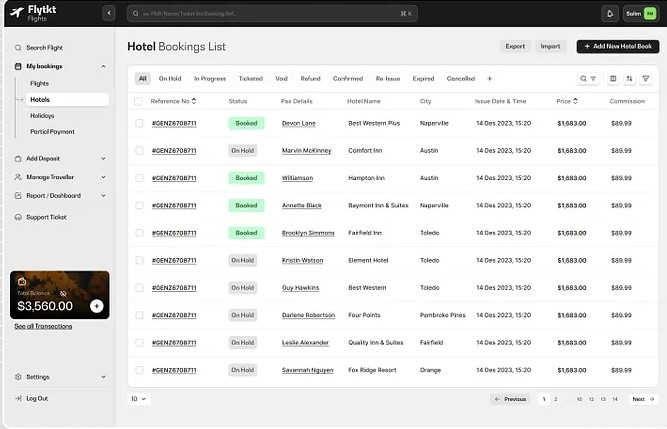 Flytkt
Flights
ex. PNR/Name/Ticket No/Booking Ref...
⌘ K
Salim
SM
Search Flight
My bookings
Flights
Hotels
Holidays
Partial Payment
Add Deposit
Manage Traveller
Report / Dashboard
Support Ticket
Total Balance
$3,560.00
See all Transections
Settings
Log Out
Hotel Bookings List
Export
Import
+ Add New Hotel Book
All On Hold In Progress Ticketed Void Refund Confirmed Re-Issue Expired Cancelled +
Reference No Status Pax Details Hotel Name City Issue Date & Time Price Commission
#GENZ6708711 Booked Devon Lane Best Western Plus Naperville 14 Des 2023, 15:20 $1,683.00 $89.99
#GENZ6708711 On Hold Marvin McKinney Comfort Inn Austin 14 Des 2023, 15:20 $1,683.00 $89.99
#GENZ6708711 Booked Williamson Hampton Inn Austin 14 Des 2023, 15:20 $1,683.00 $89.99
#GENZ6708711 Booked Annette Black Baymont Inn & Suites Naperville 14 Des 2023, 15:20 $1,683.00 $89.99
#GENZ6708711 Booked Brooklyn Simmons Fairfield Inn Toledo 14 Des 2023, 15:20 $1,683.00 $89.99
#GENZ6708711 On Hold Kristin Watson Element Hotel Toledo 14 Des 2023, 15:20 $1,683.00 $89.99
#GENZ6708711 On Hold Guy Hawkins Best Western Toledo 14 Des 2023, 15:20 $1,683.00 $89.99
#GENZ6708711 On Hold Darlene Robertson Four Points Pembroke Pines 14 Des 2023, 15:20 $1,683.00 $89.99
#GENZ6708711 On Hold Leslie Alexander Quality Inn & Suites Fairfield 14 Des 2023, 15:20 $1,683.00 $89.99
#GENZ6708711 On Hold Savannah Nguyen Fox Ridge Resort Orange 14 Des 2023, 15:20 $1,683.00 $89.99
10
← Previous 1 2 ... 10 12 13 14 Next →